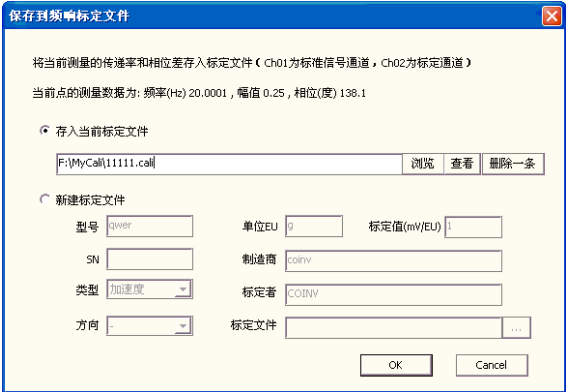 保存到频响标定文件
将当前测量的传递率和相位差存入标定文件(Ch01为标准信号通道,Ch02为标定通道)
当前点的测量数据为: 频率(Hz) 20.0001 , 幅值 0.25 , 相位(度) 138.1
存入当前标定文件
F:\MyCali\11111.cali 浏览 查看 删除一条
新建标定文件
型号 qwer 单位EU g 标定值(mV/EU) 1
SN 制造商 coinv
类型 加速度 标定者 COINV
方向 - 标定文件 ...
OK Cancel